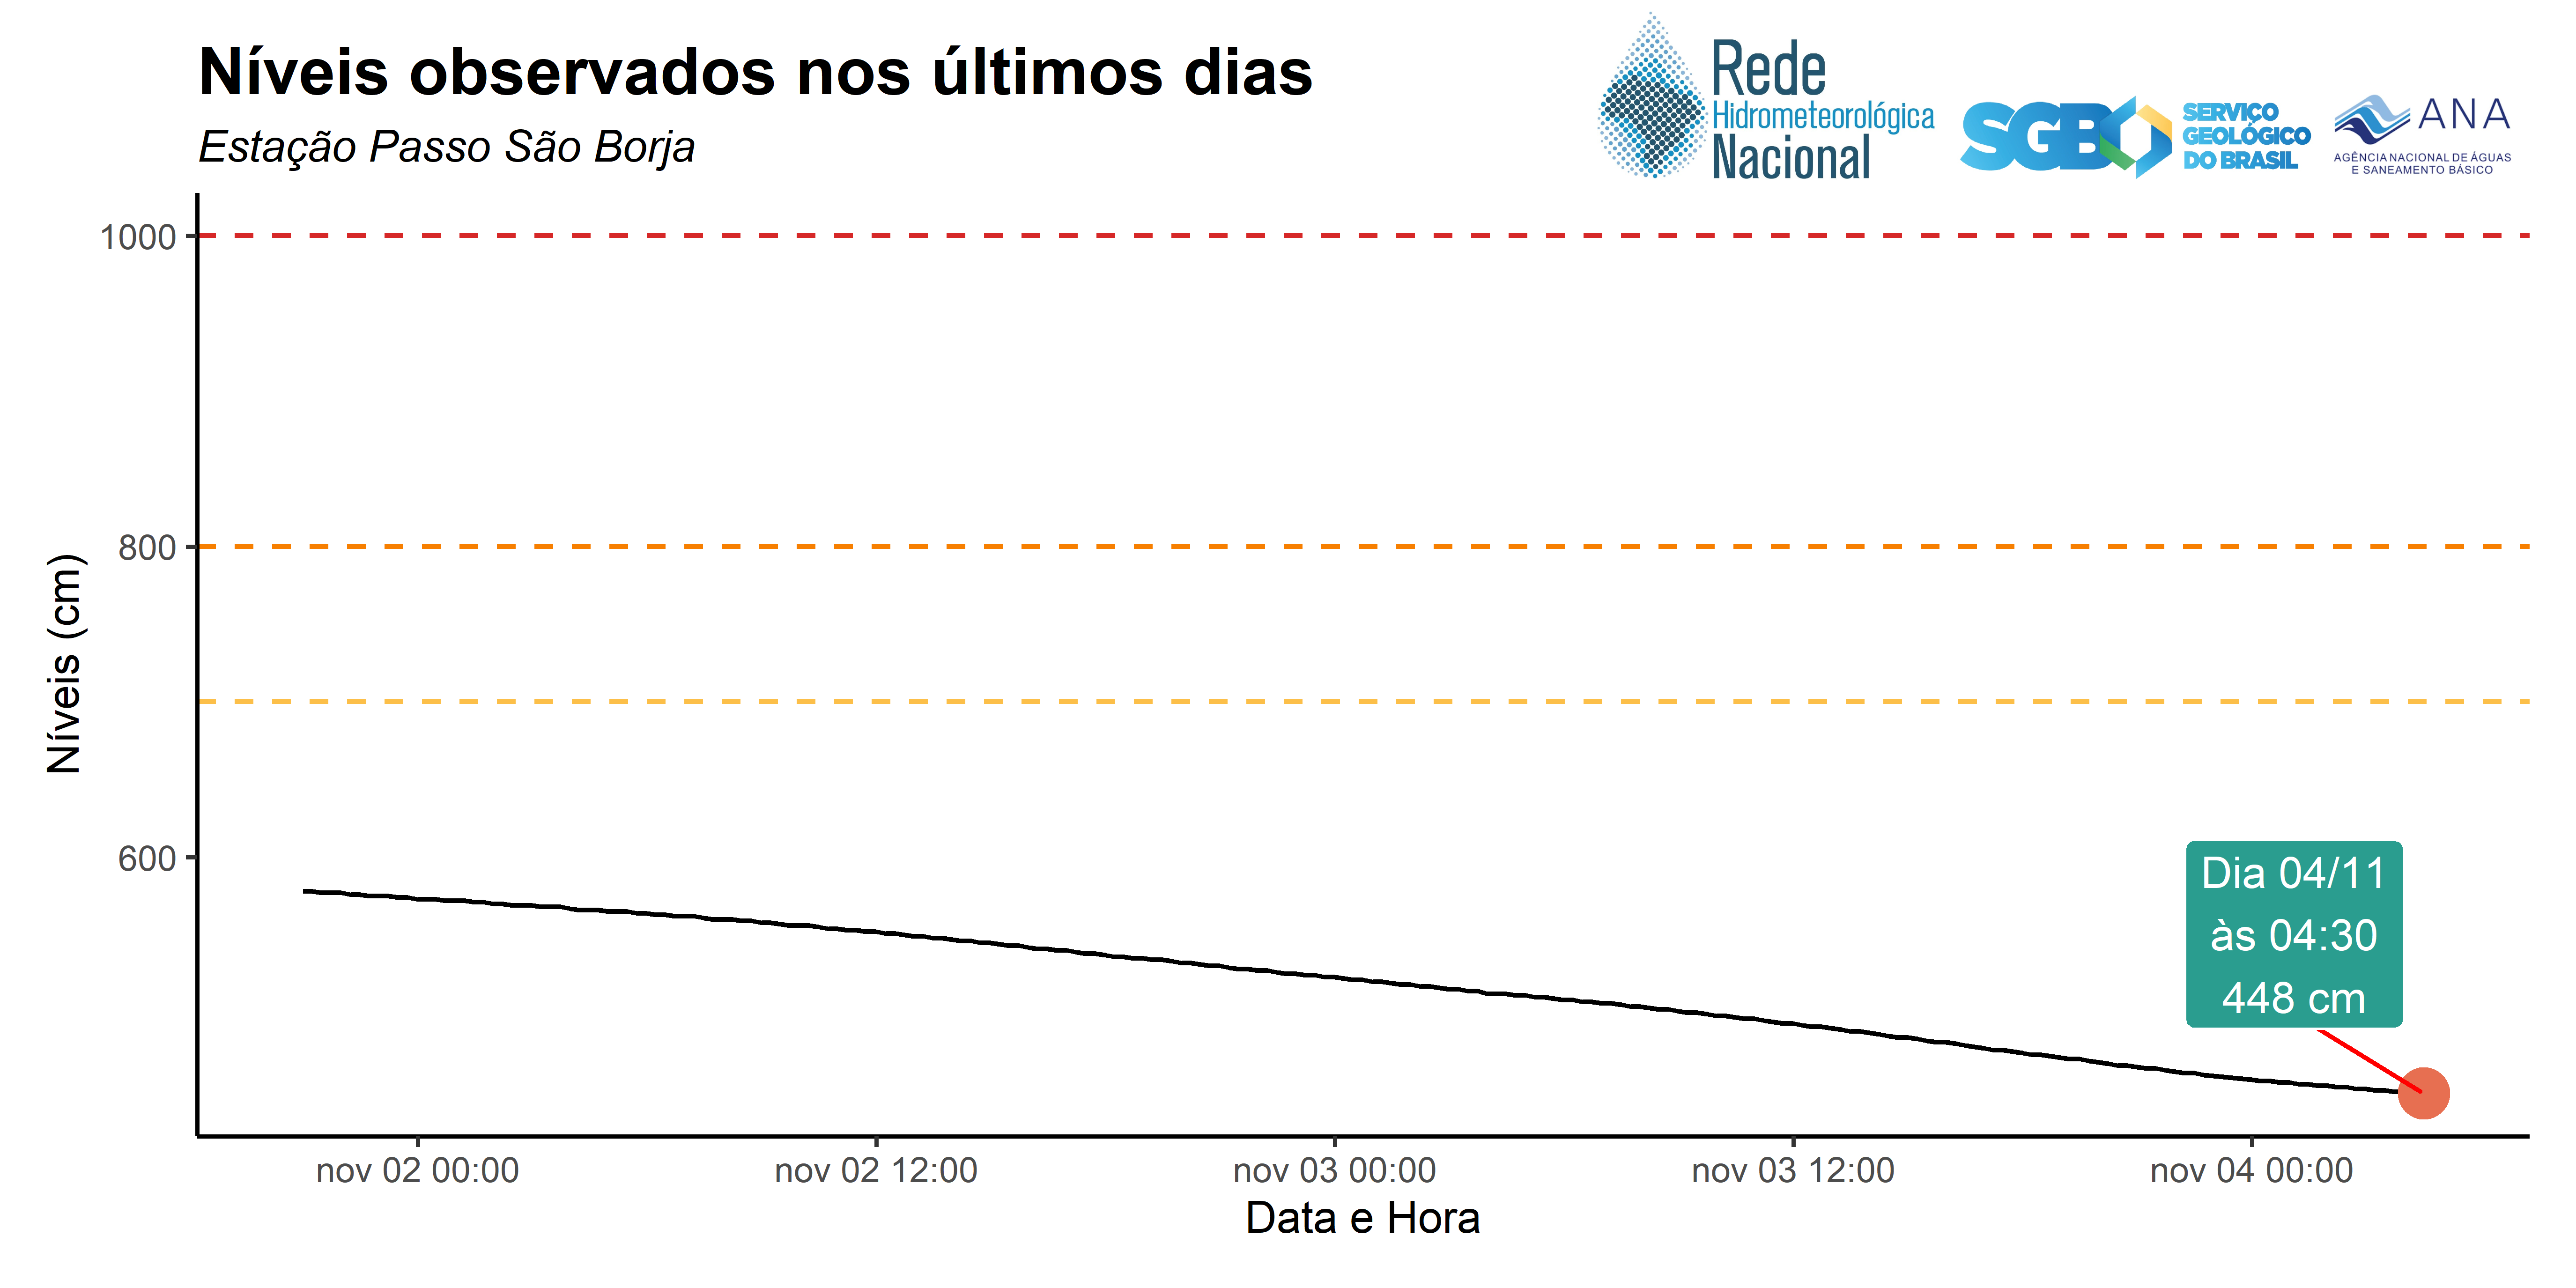 Níveis observados nos últimos dias
Estação Passo São Borja
Rede
Hidrometeorológica
Nacional
SGB
SERVIÇO
GEOLÓGICO
DO BRASIL
ANA
AGÊNCIA NACIONAL DE ÁGUAS
E SANEAMENTO BÁSICO
Níveis (cm)
1000
800
600
Dia 04/11
às 04:30
448 cm
nov 02 00:00
nov 02 12:00
nov 03 00:00
nov 03 12:00
nov 04 00:00
Data e Hora